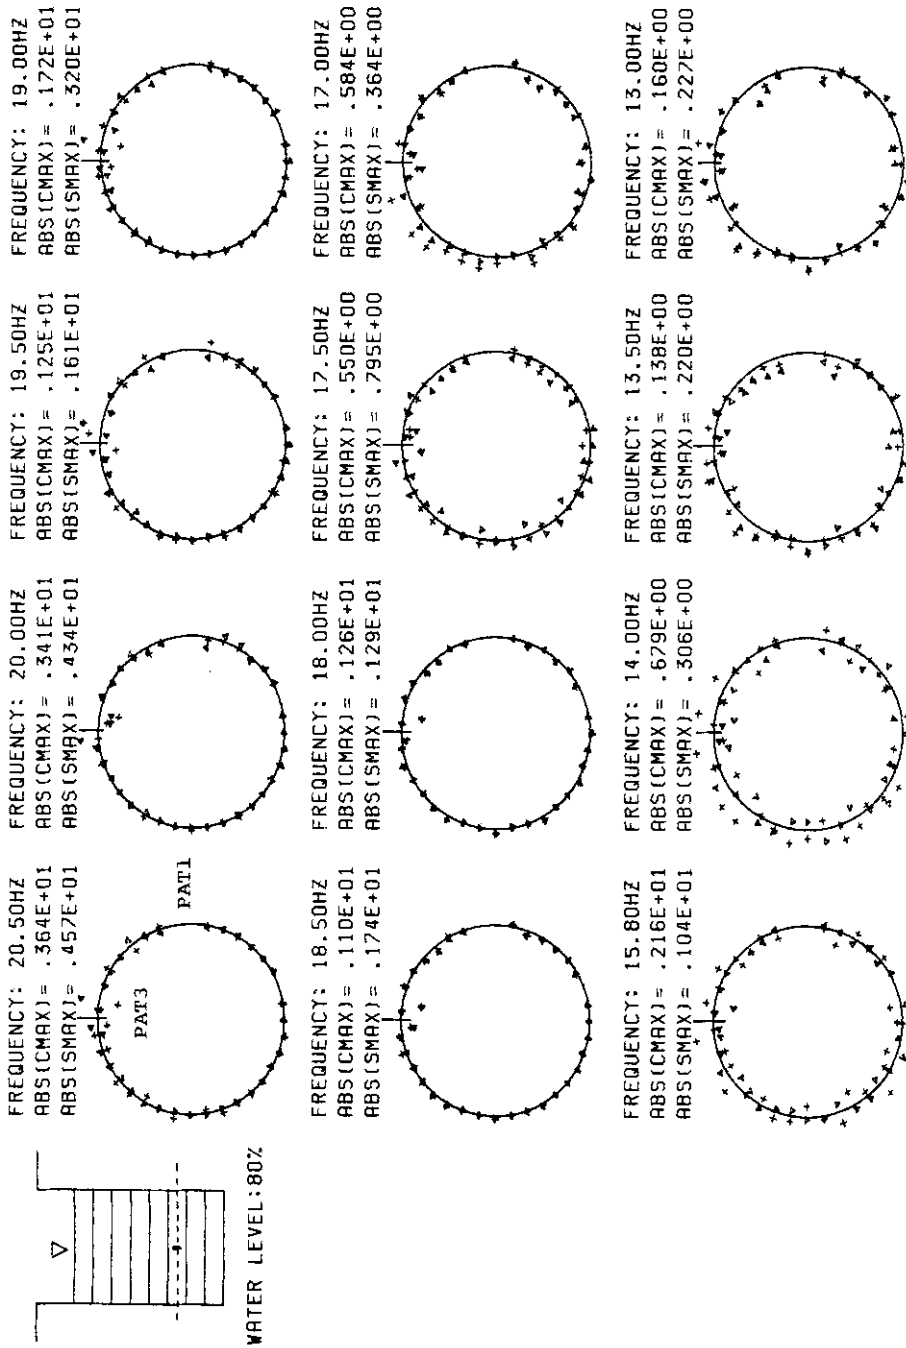 FREQUENCY: 20.50HZ
ABS(CMAX)= .364E+01
ABS(SMAX)= .457E+01
PAT3
PAT1
FREQUENCY: 20.00HZ
ABS(CMAX)= .341E+01
ABS(SMAX)= .434E+01
FREQUENCY: 19.50HZ
ABS(CMAX)= .125E+01
ABS(SMAX)= .161E+01
FREQUENCY: 19.00HZ
ABS(CMAX)= .172E+01
ABS(SMAX)= .320E+01
WATER LEVEL:80%
FREQUENCY: 18.50HZ
ABS(CMAX)= .110E+01
ABS(SMAX)= .174E+01
FREQUENCY: 18.00HZ
ABS(CMAX)= .126E+01
ABS(SMAX)= .129E+01
FREQUENCY: 17.50HZ
ABS(CMAX)= .550E+00
ABS(SMAX)= .795E+00
FREQUENCY: 17.00HZ
ABS(CMAX)= .584E+00
ABS(SMAX)= .364E+00
FREQUENCY: 15.80HZ
ABS(CMAX)= .216E+01
ABS(SMAX)= .104E+01
FREQUENCY: 14.00HZ
ABS(CMAX)= .679E+00
ABS(SMAX)= .306E+00
FREQUENCY: 13.50HZ
ABS(CMAX)= .138E+00
ABS(SMAX)= .220E+00
FREQUENCY: 13.00HZ
ABS(CMAX)= .160E+00
ABS(SMAX)= .227E+00